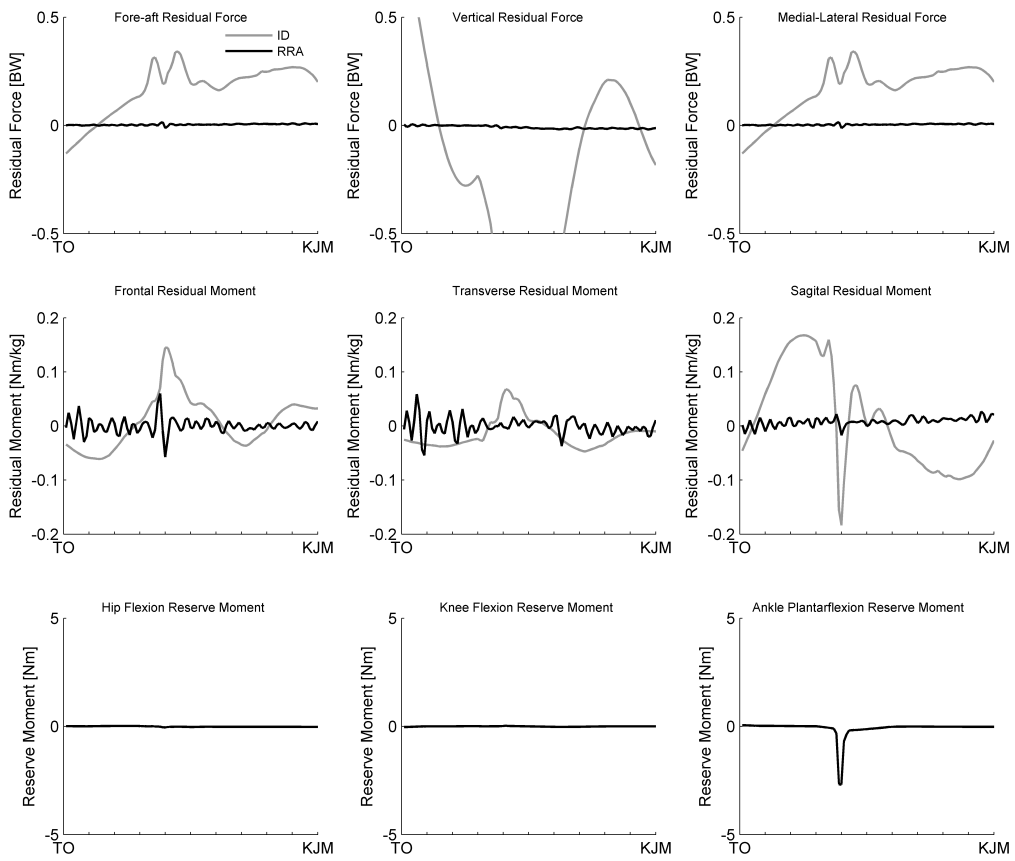 Fore-aft Residual Force
Vertical Residual Force
Medial-Lateral Residual Force
Residual Force [BW]
0.5
0
-0.5
TO
KJM
ID
RRA
Residual Force [BW]
0.5
0
-0.5
TO
KJM
Residual Force [BW]
0.5
0
-0.5
TO
KJM
Frontal Residual Moment
Transverse Residual Moment
Sagital Residual Moment
Residual Moment [Nm/kg]
0.2
0.1
0
-0.1
-0.2
TO
KJM
Residual Moment [Nm/kg]
0.2
0.1
0
-0.1
-0.2
TO
KJM
Residual Moment [Nm/kg]
0.2
0.1
0
-0.1
-0.2
TO
KJM
Hip Flexion Reserve Moment
Knee Flexion Reserve Moment
Ankle Plantarflexion Reserve Moment
Reserve Moment [Nm]
5
0
-5
TO
KJM
Reserve Moment [Nm]
5
0
-5
TO
KJM
Reserve Moment [Nm]
5
0
-5
TO
KJM